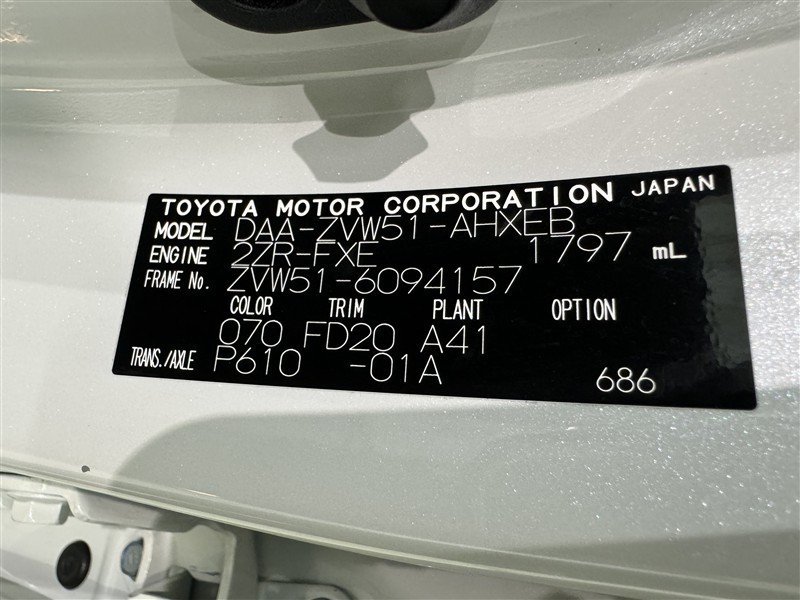 TOYOTA MOTOR CORPORATION JAPAN
MODEL DAA-ZVW51-AHXEB
ENGINE 2ZR-FXE 1797 mL
FRAME No. ZVW51-6094157
COLOR TRIM PLANT OPTION
070 FD20 A41
TRANS./AXLE P610 -01A 686